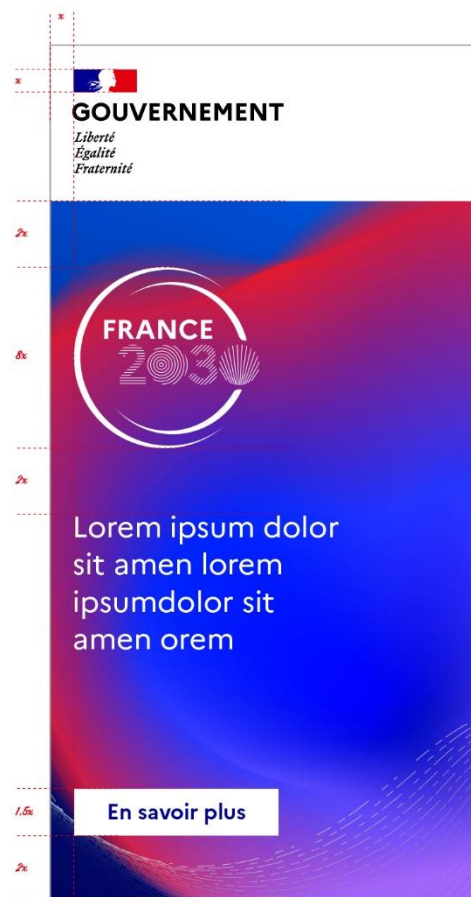 x
x
GOUVERNEMENT
Liberté
Égalité
Fraternité
2x
8x
FRANCE
2030
2x
Lorem ipsum dolor
sit amen lorem
ipsumdolor sit
amen orem
1.5x
En savoir plus
2x